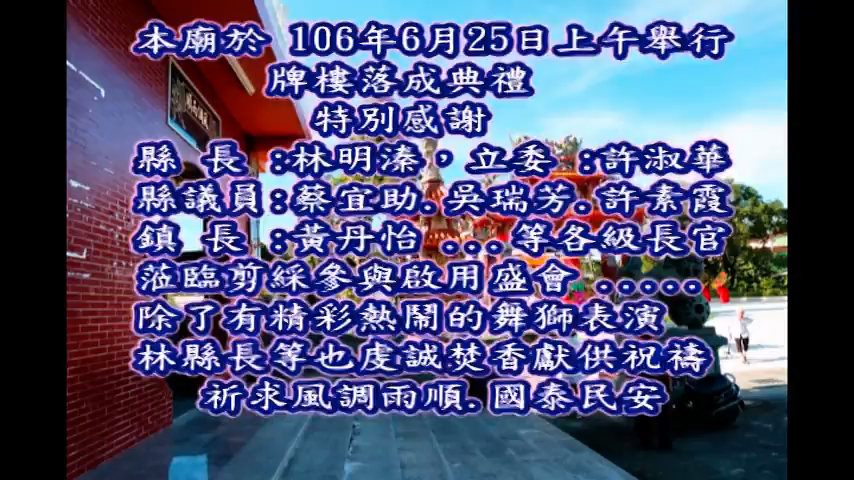 本廟於 106年6月25日上午舉行
牌樓落成典禮
特別感謝
縣 長 :林明溱，立委 :許淑華
縣議員:蔡宜助.吳瑞芳.許素霞
鎮 長 :黃丹怡 ...等各級長官
蒞臨剪綵參與啟用盛會 .....
除了有精彩熱鬧的舞獅表演
林縣長等也虔誠焚香獻供祝禱
祈求風調雨順.國泰民安